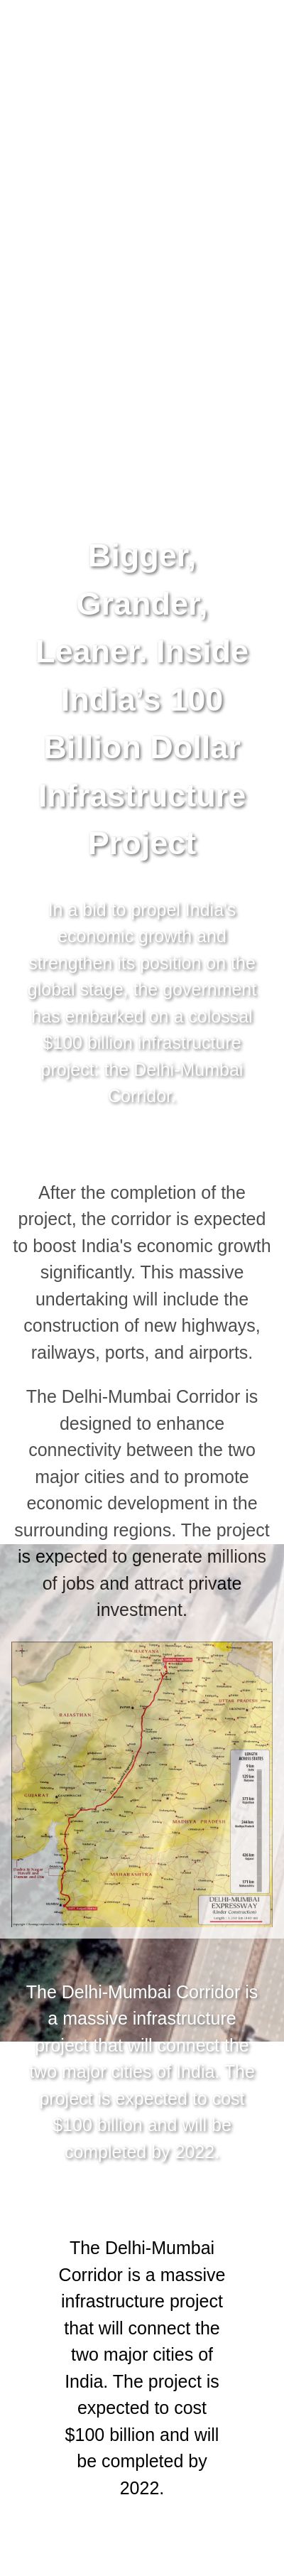 Bigger,
Grander,
Leaner. Inside
India's 100
Billion Dollar
Infrastructure
Project
In a bid to propel India's
economic growth and
strengthen its position on the
global stage, the government
has embarked on a colossal
$100 billion infrastructure
project: the Delhi-Mumbai
Corridor.
After the completion of the
project, the corridor is expected
to boost India's economic growth
significantly. This massive
undertaking will include the
construction of new highways,
railways, ports, and airports.
The Delhi-Mumbai Corridor is
designed to enhance
connectivity between the two
major cities and to promote
economic development in the
surrounding regions. The project
is expected to generate millions
of jobs and attract private
investment.
HARYANA
UTTAR PRADESH
RAJASTHAN
GUJARAT
MADHYA PRADESH
MAHARASHTRA
DELHI-MUMBAI
EXPRESSWAY
(Under Construction)
The Delhi-Mumbai Corridor is
a massive infrastructure
project that will connect the
two major cities of India. The
project is expected to cost
$100 billion and will be
completed by 2022.
The Delhi-Mumbai
Corridor is a massive
infrastructure project
that will connect the
two major cities of
India. The project is
expected to cost
$100 billion and will
be completed by
2022.